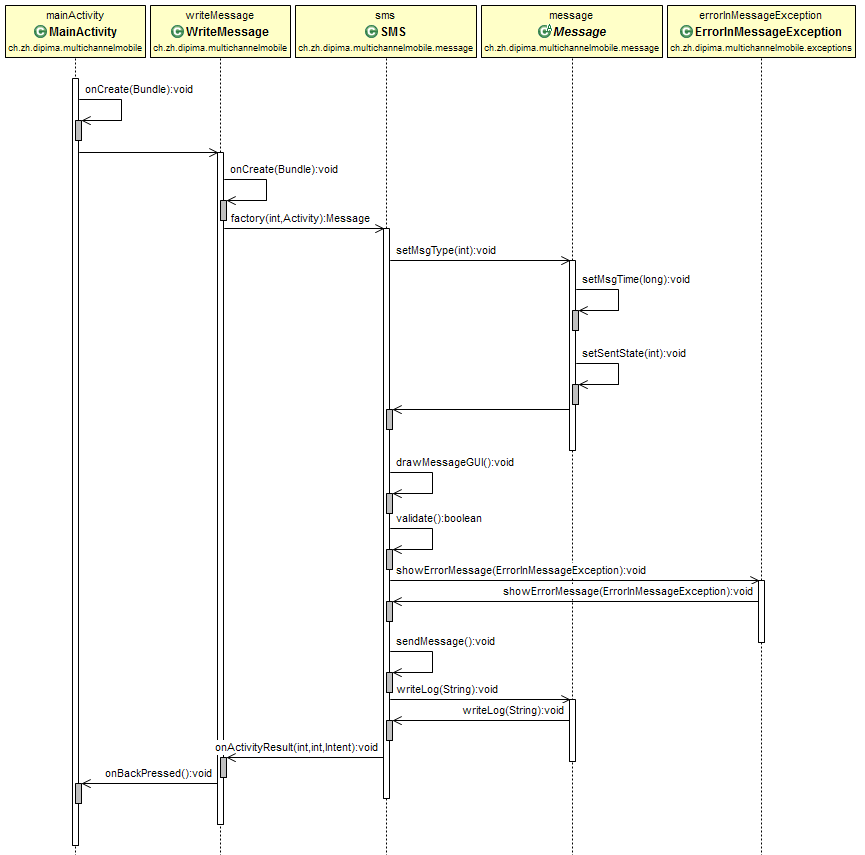 mainActivity
MainActivity
ch.zh.dipima.multichannelmobile
writeMessage
WriteMessage
ch.zh.dipima.multichannelmobile
sms
SMS
ch.zh.dipima.multichannelmobile.message
message
Message
ch.zh.dipima.multichannelmobile.message
errorInMessageException
ErrorInMessageException
ch.zh.dipima.multichannelmobile.exceptions
onCreate(Bundle):void
onCreate(Bundle):void
factory(int,Activity):Message
setMsgType(int):void
setMsgTime(long):void
setSentState(int):void
drawMessageGUI():void
validate():boolean
showErrorMessage(ErrorInMessageException):void
showErrorMessage(ErrorInMessageException):void
sendMessage():void
writeLog(String):void
writeLog(String):void
onActivityResult(int,int,Intent):void
onBackPressed():void